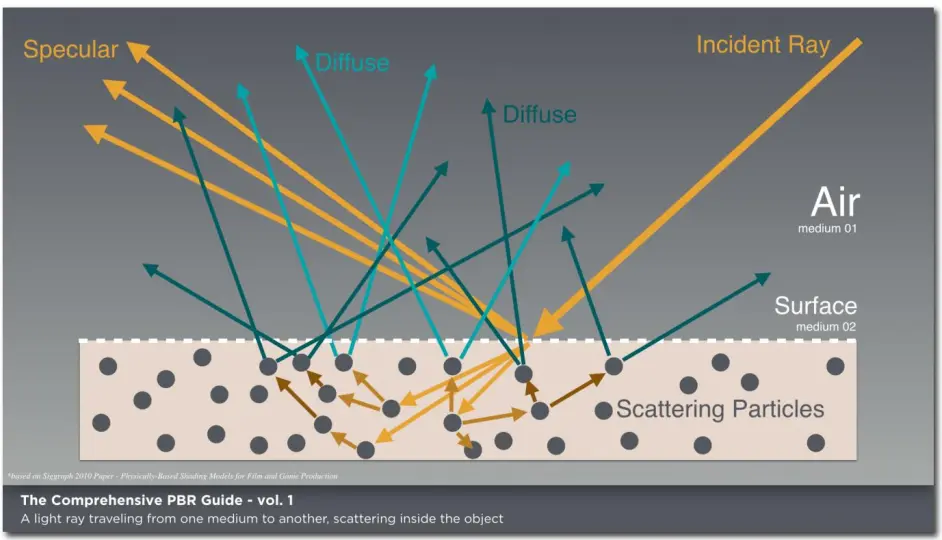 Specular
Diffuse
Incident Ray
Diffuse
Air
medium 01
Surface
medium 02
Scattering Particles
*based on Siggraph 2010 Paper - Physically-Based Shading Models for Film and Game Production
The Comprehensive PBR Guide - vol. 1
A light ray traveling from one medium to another, scattering inside the object